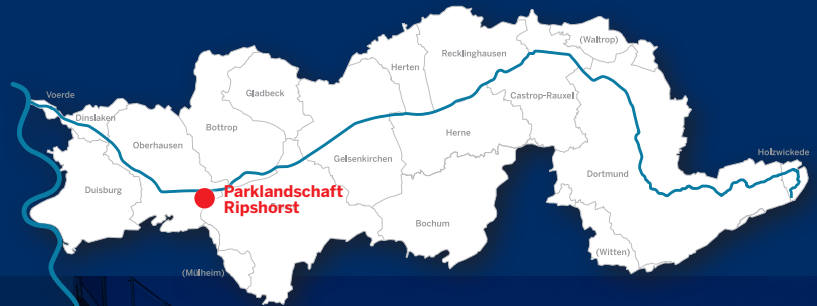 (Waltrop)
Recklinghausen
Herten
Gladbeck
Voerde
Castrop-Rauxel
Dinslaken
Bottrop
Herne
Oberhausen
Holzwickede
Gelsenkirchen
Dortmund
Duisburg
Parklandschaft
Ripshorst
Bochum
(Witten)
(Mülheim)